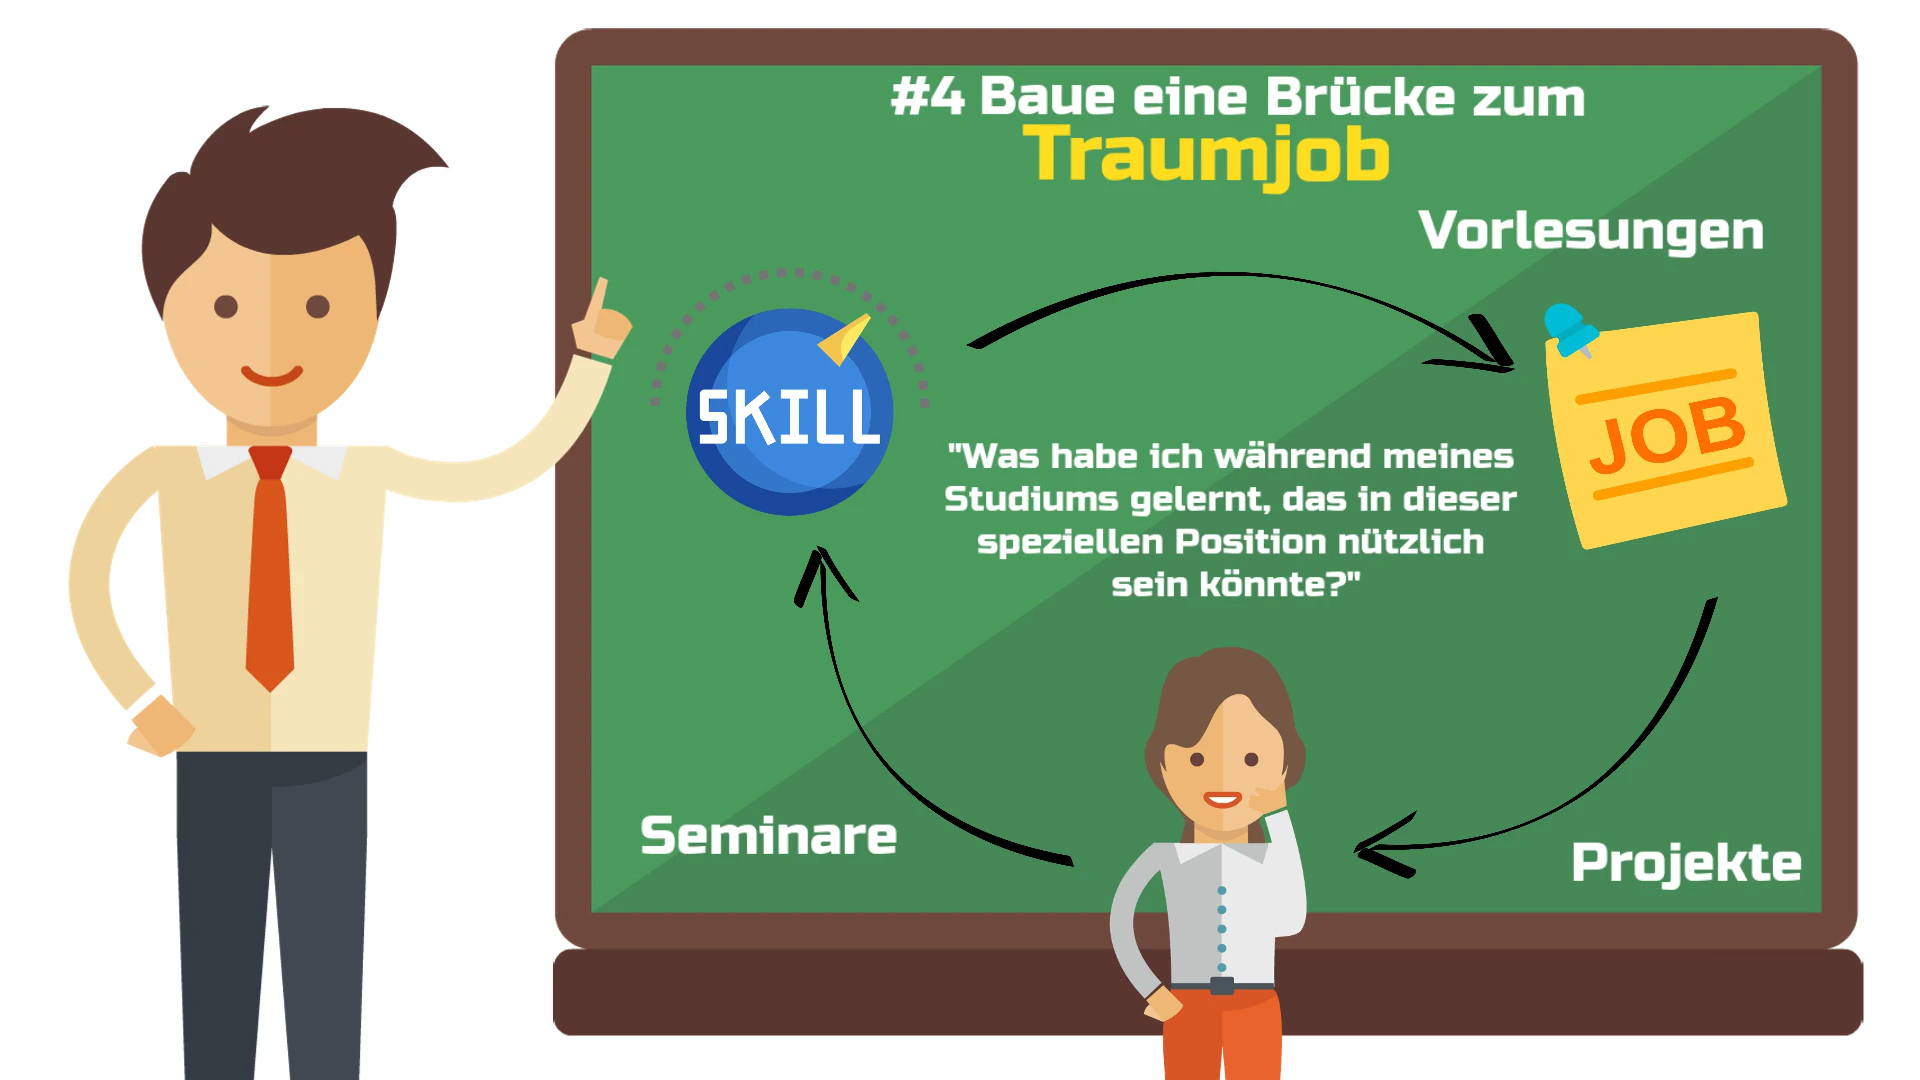 #4 Baue eine Brücke zum
Traumjob
Vorlesungen
SKILL
JOB
"Was habe ich während meines
Studiums gelernt, das in dieser
speziellen Position nützlich
sein könnte?"
Seminare
Projekte